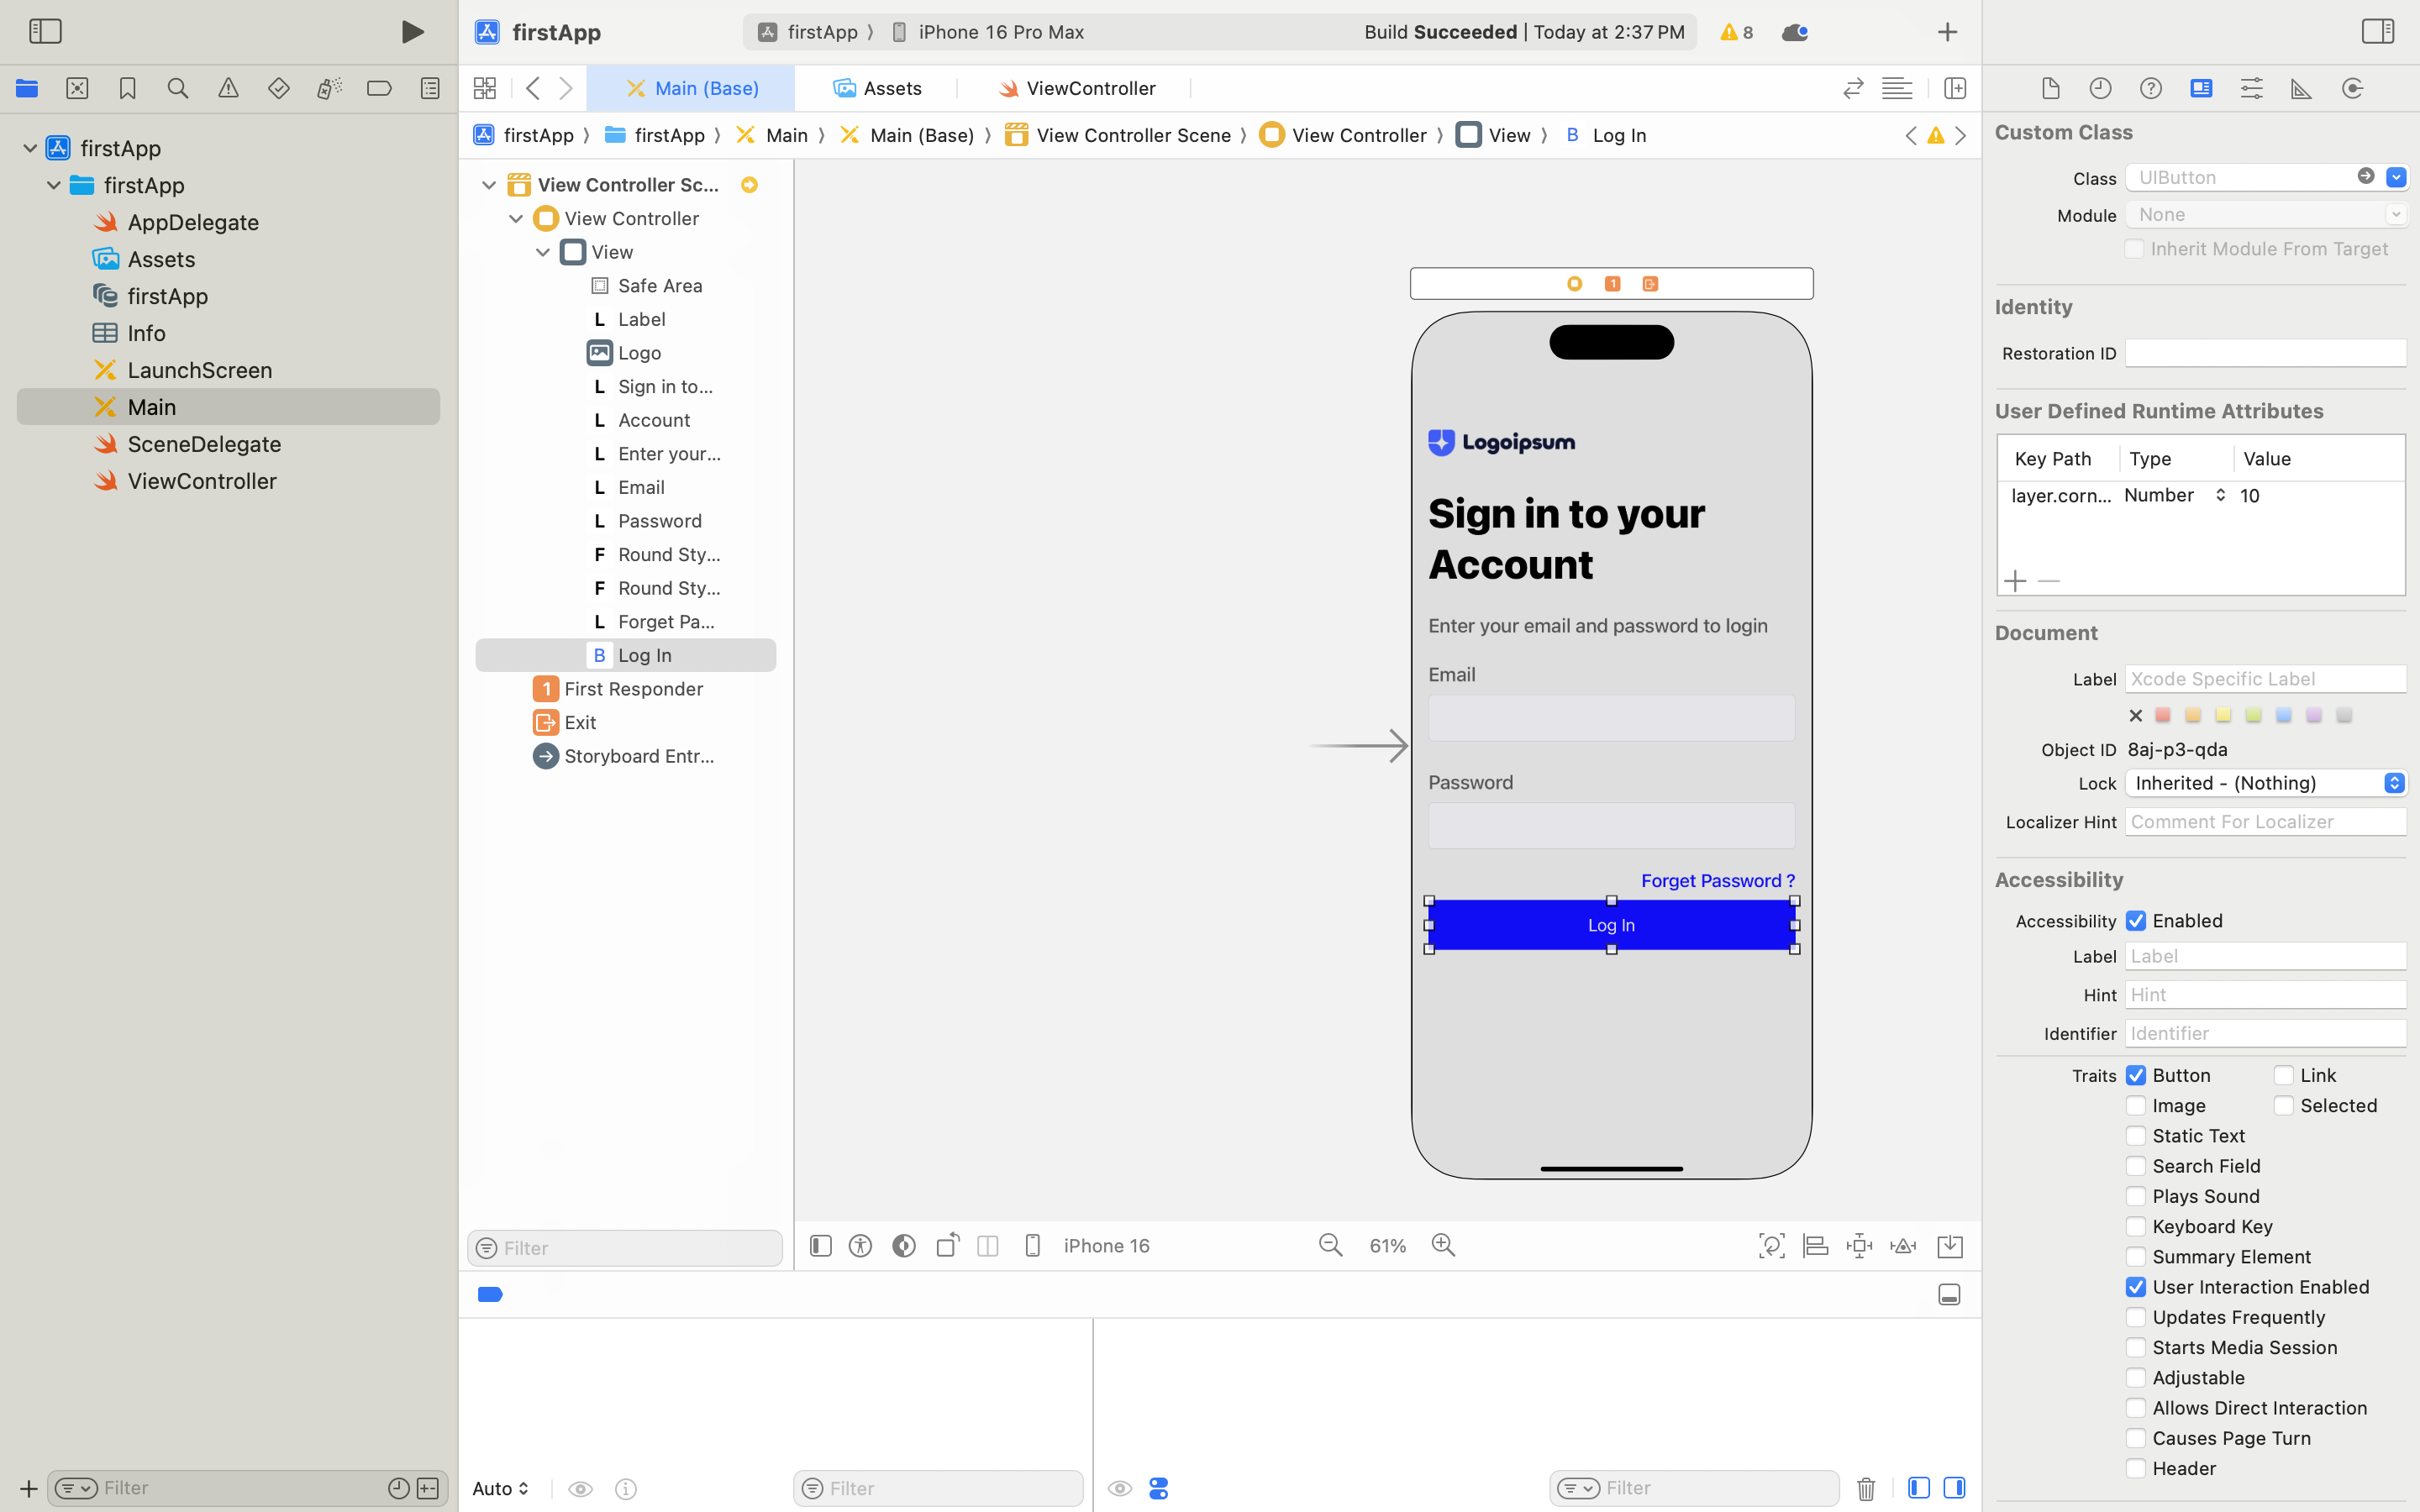 firstApp
firstApp
iPhone 16 Pro Max
Build Succeeded | Today at 2:37 PM
8
Main (Base)
Assets
ViewController
firstApp
firstApp
Main
Main (Base)
View Controller Scene
View Controller
View
B
Log In
firstApp
firstApp
AppDelegate
Assets
firstApp
Info
LaunchScreen
Main
SceneDelegate
ViewController
Filter
View Controller Sc...
View Controller
View
Safe Area
L Label
Logo
L Sign in to...
L Account
L Enter your...
L Email
L Password
F Round Sty...
F Round Sty...
L Forget Pa...
B Log In
1 First Responder
Exit
Storyboard Entr...
Filter
1
Logoipsum
Sign in to your
Account
Enter your email and password to login
Email
Password
Forget Password ?
Log In
iPhone 16
61%
Auto
Filter
Filter
Custom Class
Class UIButton
Module None
Inherit Module From Target
Identity
Restoration ID
User Defined Runtime Attributes
Key Path Type Value
layer.corn... Number 10
Document
Label Xcode Specific Label
Object ID 8aj-p3-qda
Lock Inherited - (Nothing)
Localizer Hint Comment For Localizer
Accessibility
Accessibility Enabled
Label Label
Hint Hint
Identifier Identifier
Traits Button Link
Image Selected
Static Text
Search Field
Plays Sound
Keyboard Key
Summary Element
User Interaction Enabled
Updates Frequently
Starts Media Session
Adjustable
Allows Direct Interaction
Causes Page Turn
Header